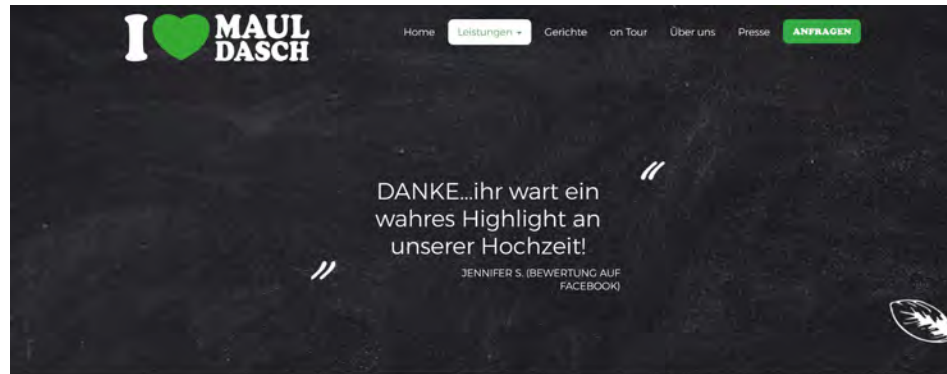 I MAUL
DASCH
Home Leistungen Gerichte on Tour Über uns Presse ANFRAGEN
DANKE...ihr wart ein
wahres Highlight an
unserer Hochzeit!
JENNIFER S. (BEWERTUNG AUF
FACEBOOK)